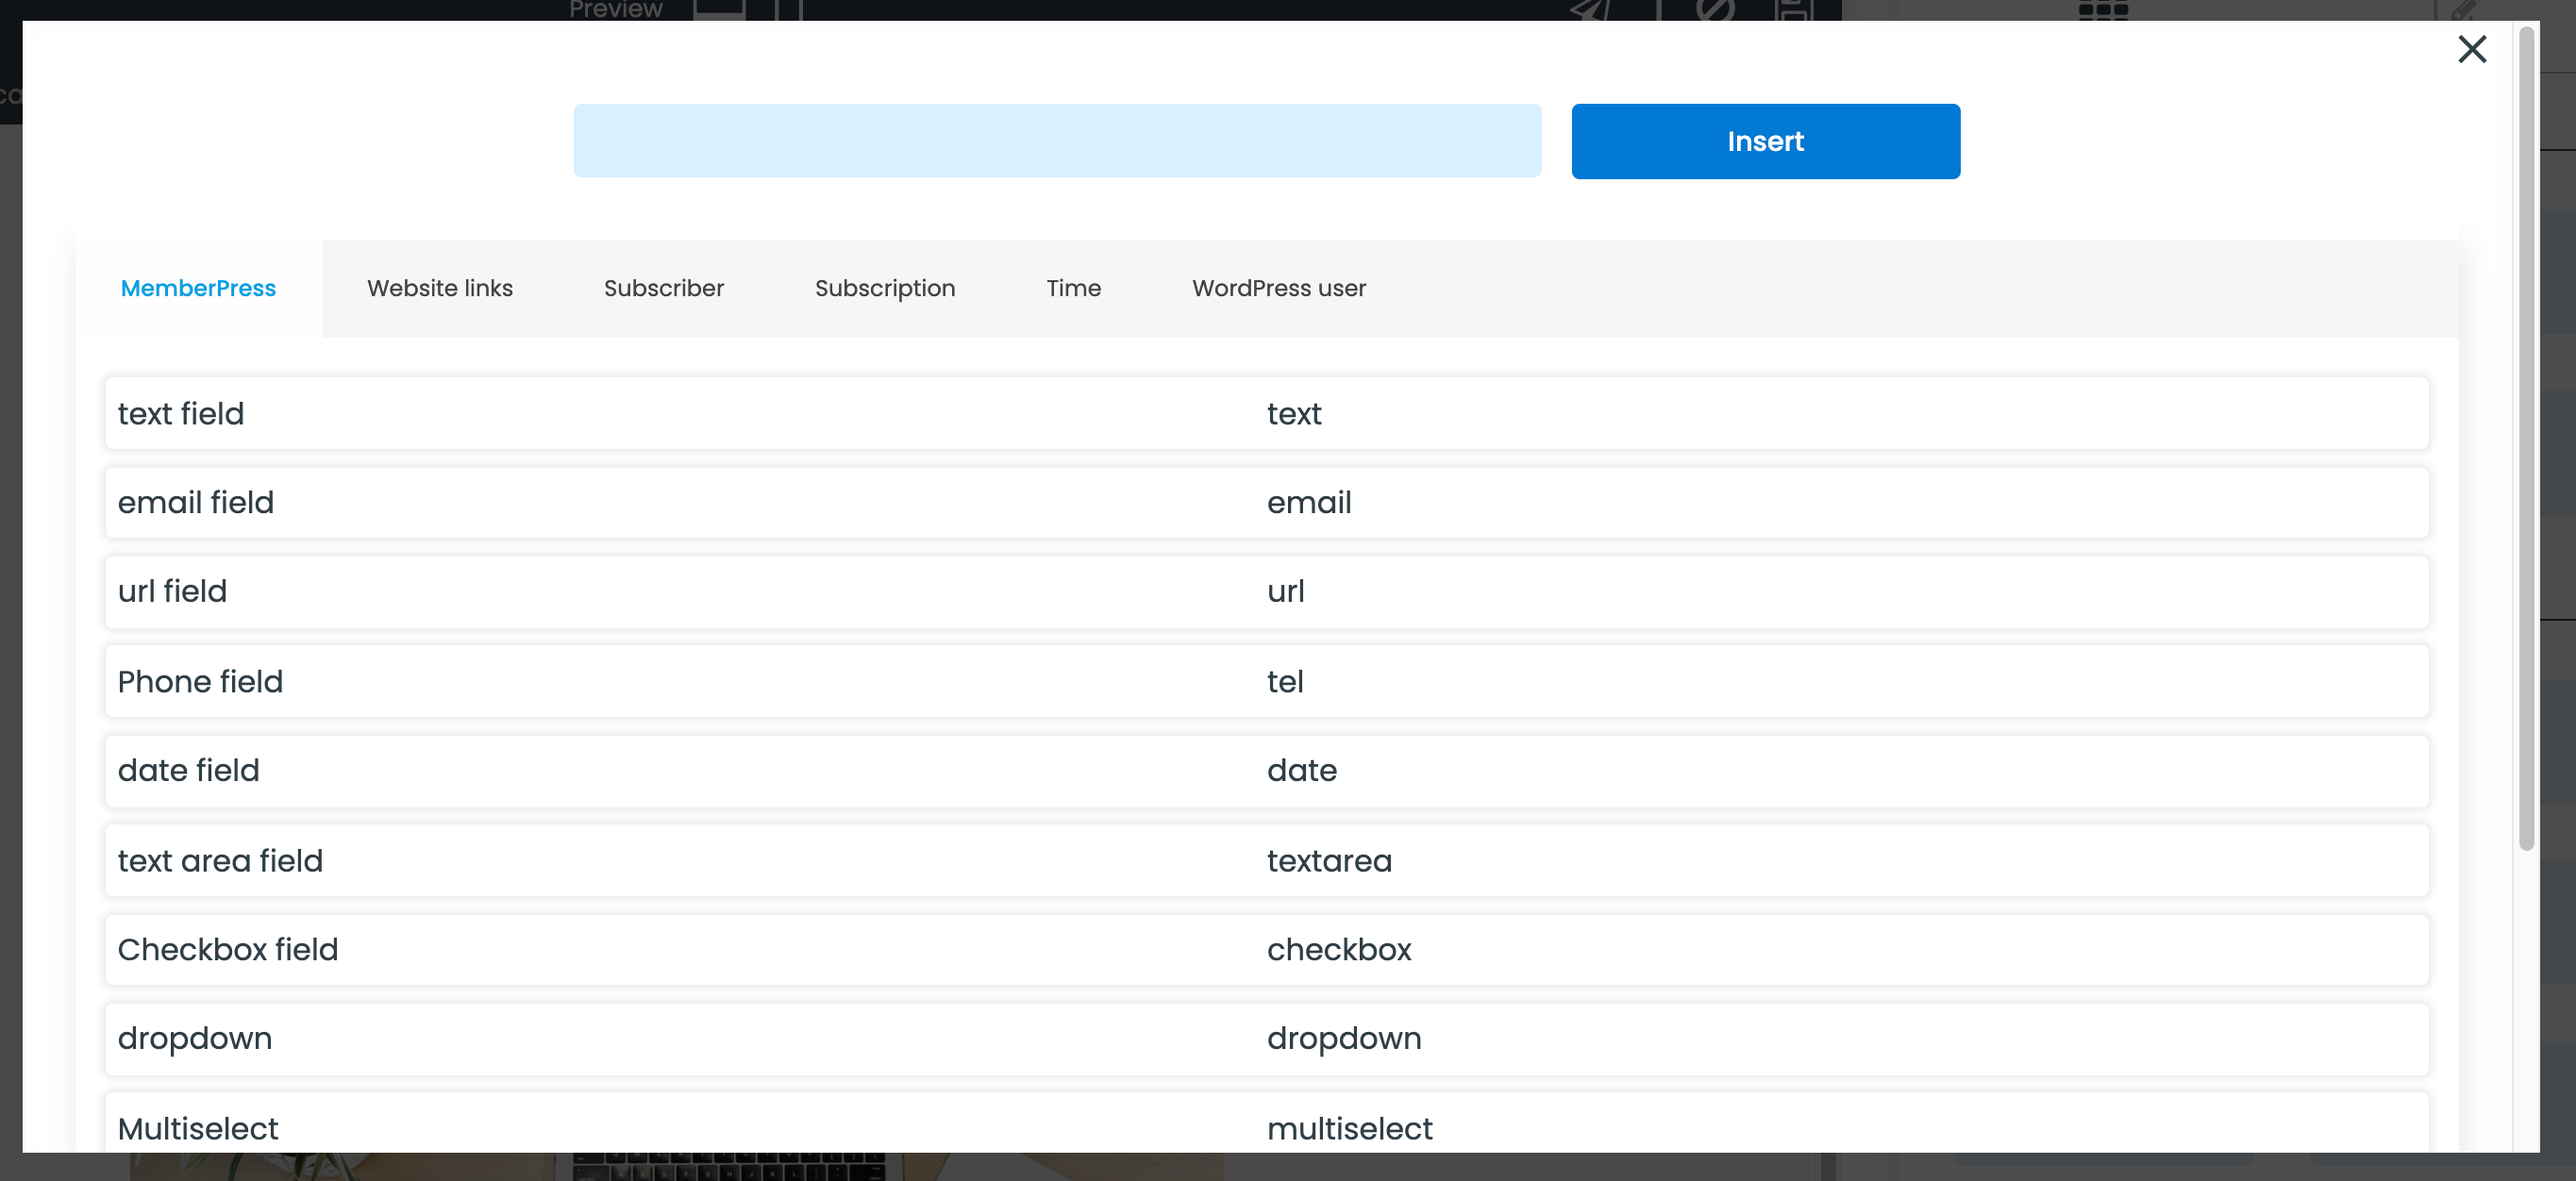 Preview
Insert
MemberPress Website links Subscriber Subscription Time WordPress user
text field text
email field email
url field url
Phone field tel
date field date
text area field textarea
Checkbox field checkbox
dropdown dropdown
Multiselect multiselect